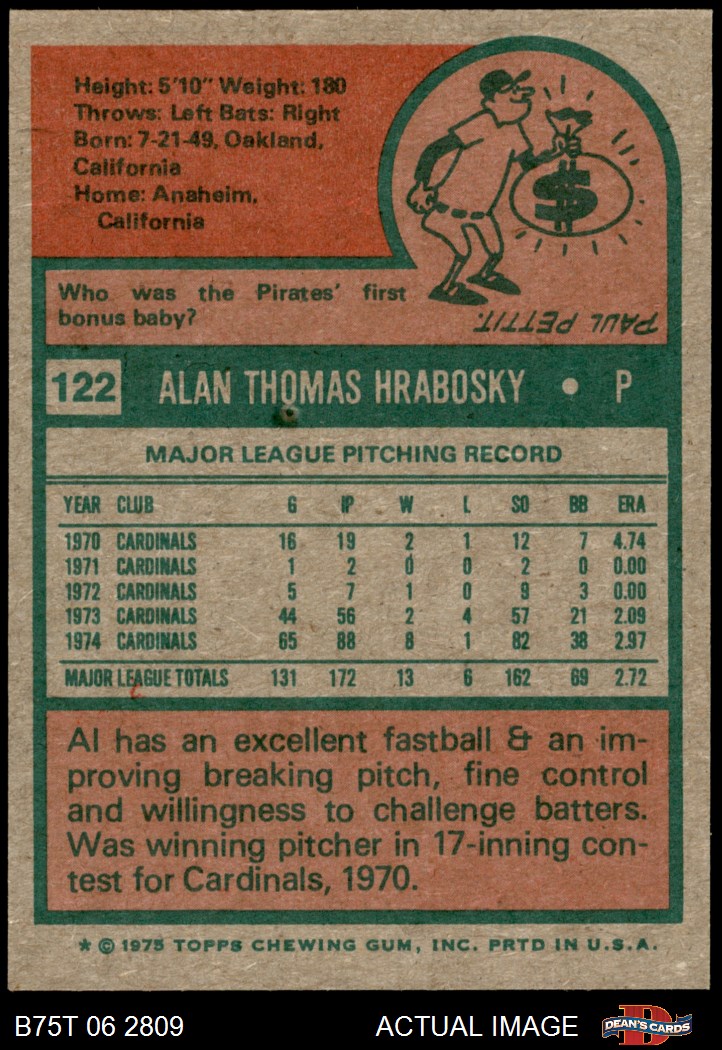 Height: 5'10" Weight: 180
Throws: Left Bats: Right
Born: 7-21-49, Oakland,
California
Home: Anaheim,
California
$
Who was the Pirates' first
bonus baby?
PAUL PETTIT.
122 ALAN THOMAS HRABOSKY • P
MAJOR LEAGUE PITCHING RECORD
YEAR CLUB G IP W L SO BB ERA
1970 CARDINALS 16 19 2 1 12 7 4.74
1971 CARDINALS 1 2 0 0 2 0 0.00
1972 CARDINALS 5 7 1 0 9 3 0.00
1973 CARDINALS 44 56 2 4 57 21 2.09
1974 CARDINALS 65 88 8 1 82 38 2.97
MAJOR LEAGUE TOTALS 131 172 13 6 162 69 2.72
Al has an excellent fastball & an im-
proving breaking pitch, fine control
and willingness to challenge batters.
Was winning pitcher in 17-inning con-
test for Cardinals, 1970.
* © 1975 TOPPS CHEWING GUM, INC. PRTD IN U.S.A.
B75T 06 2809 ACTUAL IMAGE D DEAN'S CARDS